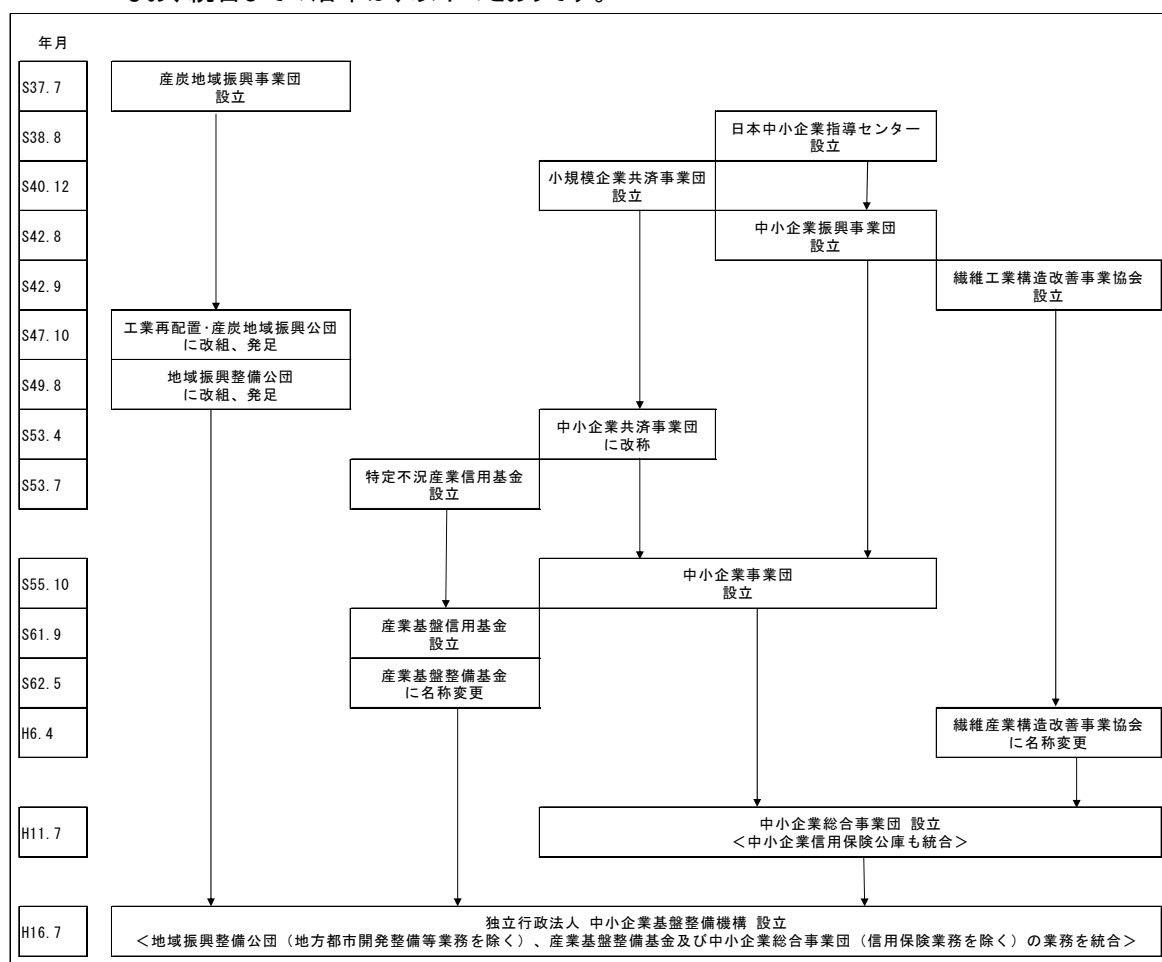 年月
S37.7
産炭地域振興事業団
設立
S38.8
日本中小企業指導センター
設立
S40.12
小規模企業共済事業団
設立
S42.8
中小企業振興事業団
設立
S42.9
繊維工業構造改善事業協会
設立
S47.10
工業再配置・産炭地域振興公団
に改組、発足
S49.8
地域振興整備公団
に改組、発足
S53.4
中小企業共済事業団
に改称
S53.7
特定不況産業信用基金
設立
S55.10
中小企業事業団
設立
S61.9
産業基盤信用基金
設立
S62.5
産業基盤整備基金
に名称変更
H6.4
繊維産業構造改善事業協会
に名称変更
H11.7
中小企業総合事業団 設立
＜中小企業信用保険公庫も統合＞
H16.7
独立行政法人 中小企業基盤整備機構 設立
＜地域振興整備公団（地方都市開発整備等業務を除く）、産業基盤整備基金及び中小企業総合事業団（信用保険業務を除く）の業務を統合＞